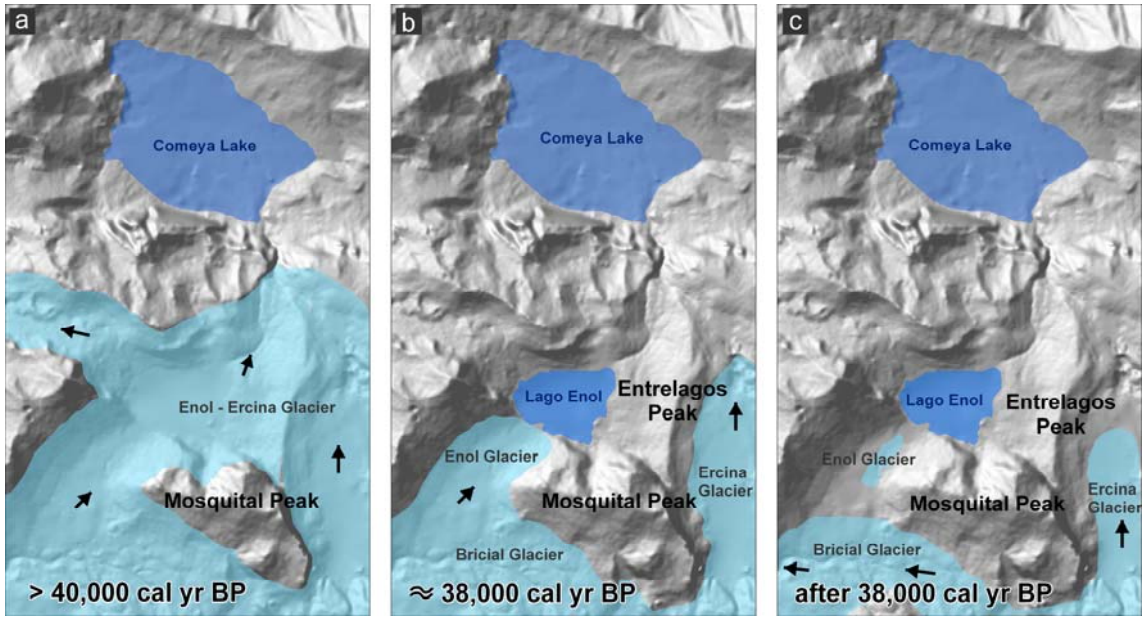 a
Comeya Lake
Enol - Ercina Glacier
Mosquital Peak
> 40,000 cal yr BP
b
Comeya Lake
Lago Enol
Entrelagos
Peak
Enol Glacier
Ercina
Glacier
Mosquital Peak
Bricial Glacier
≈ 38,000 cal yr BP
c
Comeya Lake
Lago Enol
Entrelagos
Peak
Enol Glacier
Ercina
Glacier
Mosquital Peak
Bricial Glacier
after 38,000 cal yr BP